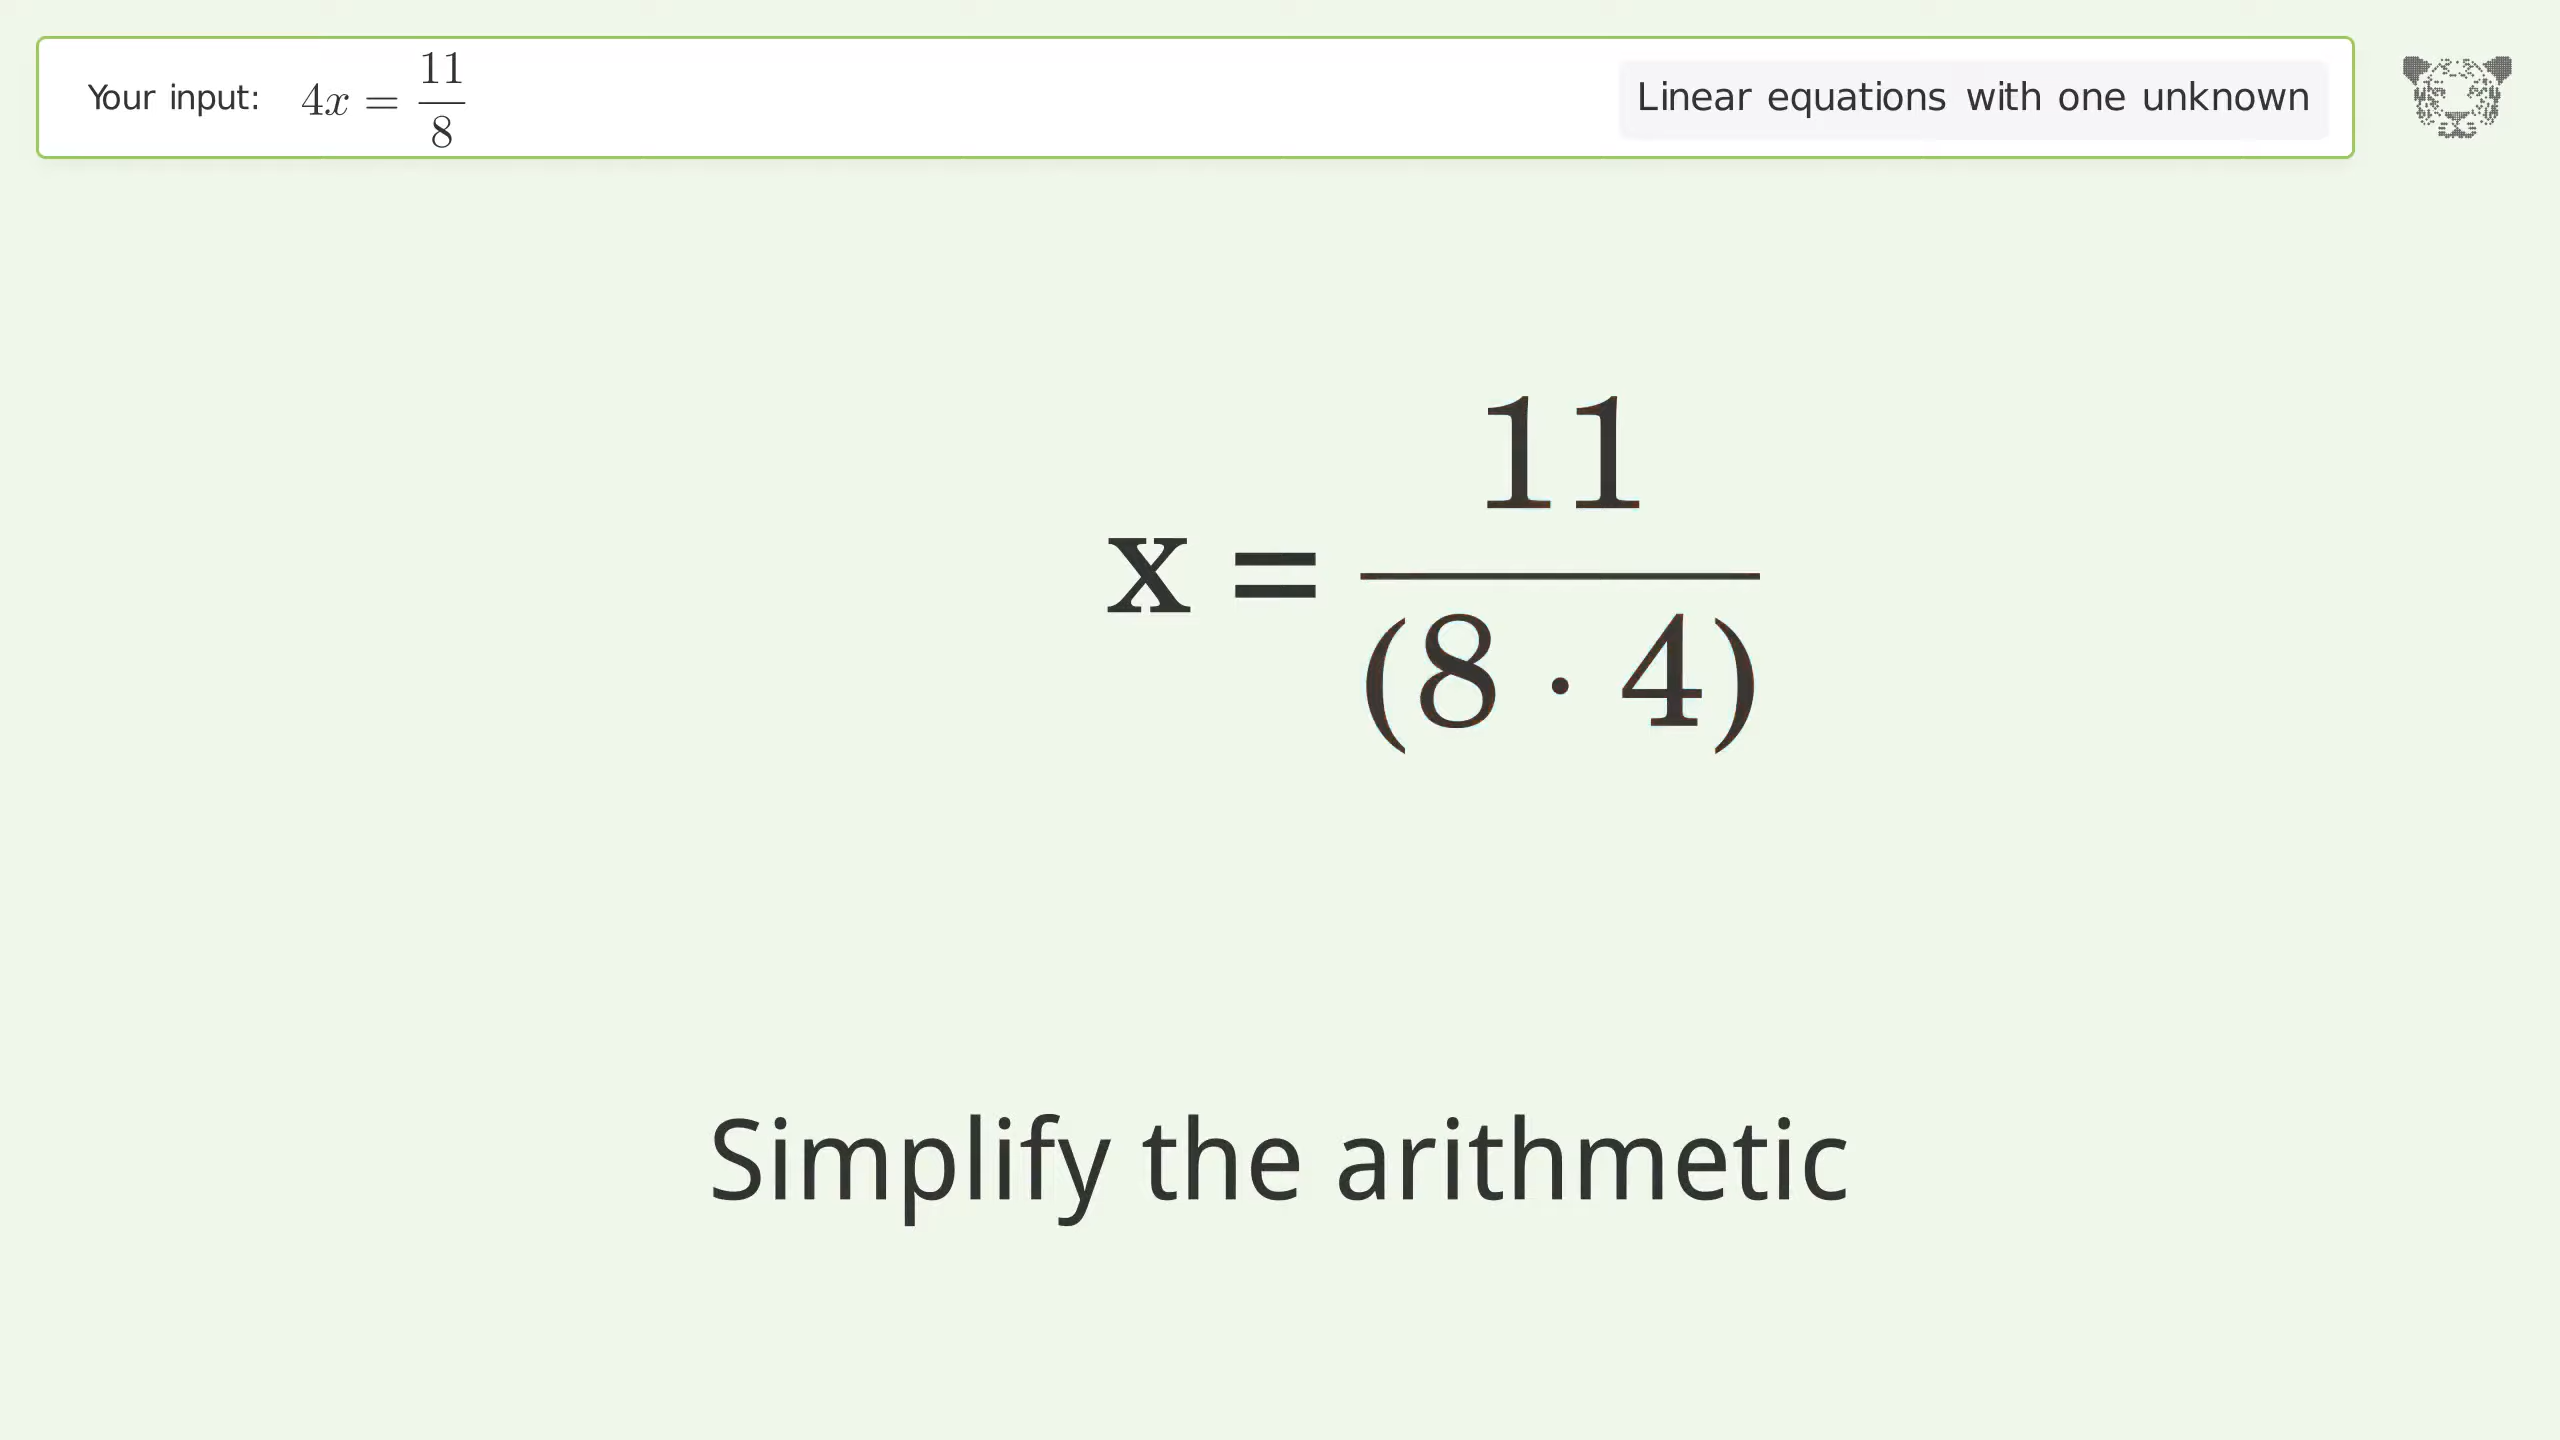 Your input: 4x = 11/8
Linear equations with one unknown
x = 11/(8 · 4)
Simplify the arithmetic